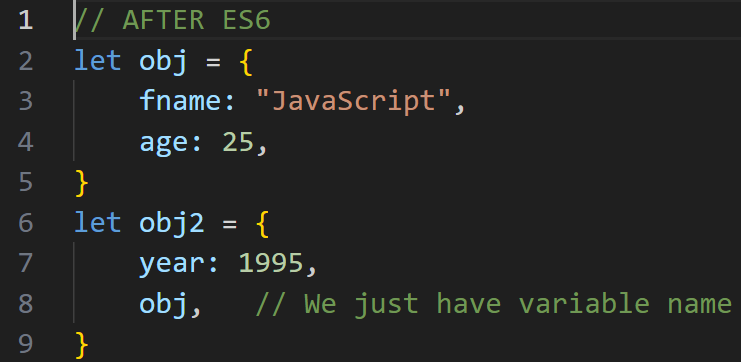 1 // AFTER ES6
2 let obj = {
3     fname: "JavaScript",
4     age: 25,
5 }
6 let obj2 = {
7     year: 1995,
8     obj,   // We just have variable name
9 }